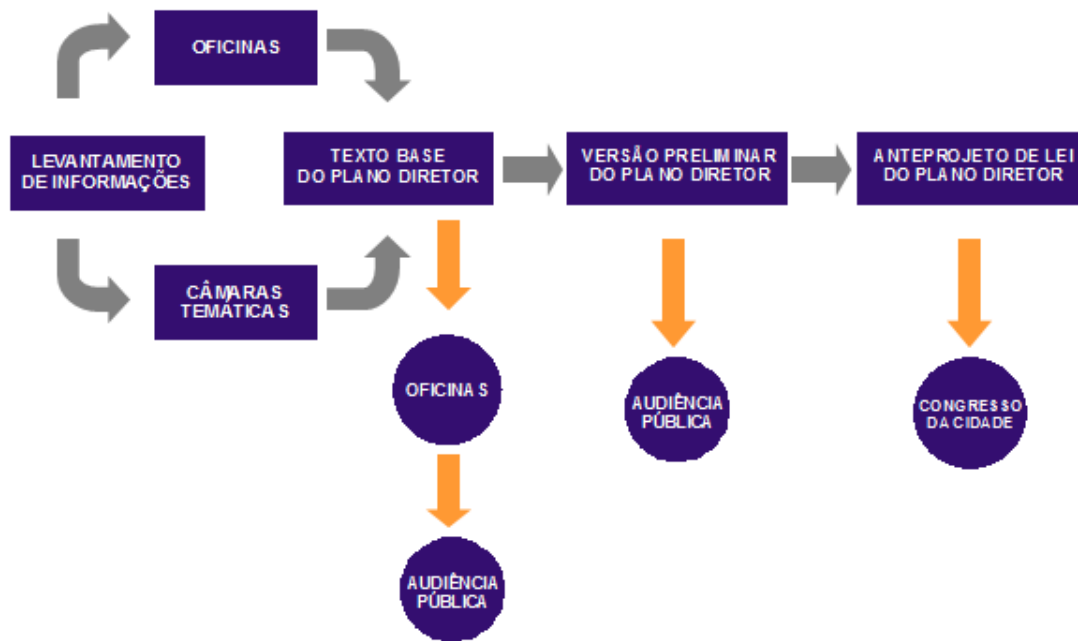 OFICINAS
LEVANTAMENTO
DE INFORMAÇÕES
TEXTO BASE
DO PLANO DIRETOR
VERSÃO PRELIMINAR
DO PLANO DIRETOR
ANTEPROJETO DE LEI
DO PLANO DIRETOR
CÂMARAS
TEMÁTICAS
OFICINAS
AUDIÊNCIA
PÚBLICA
CONGRESSO
DA CIDADE
AUDIÊNCIA
PÚBLICA